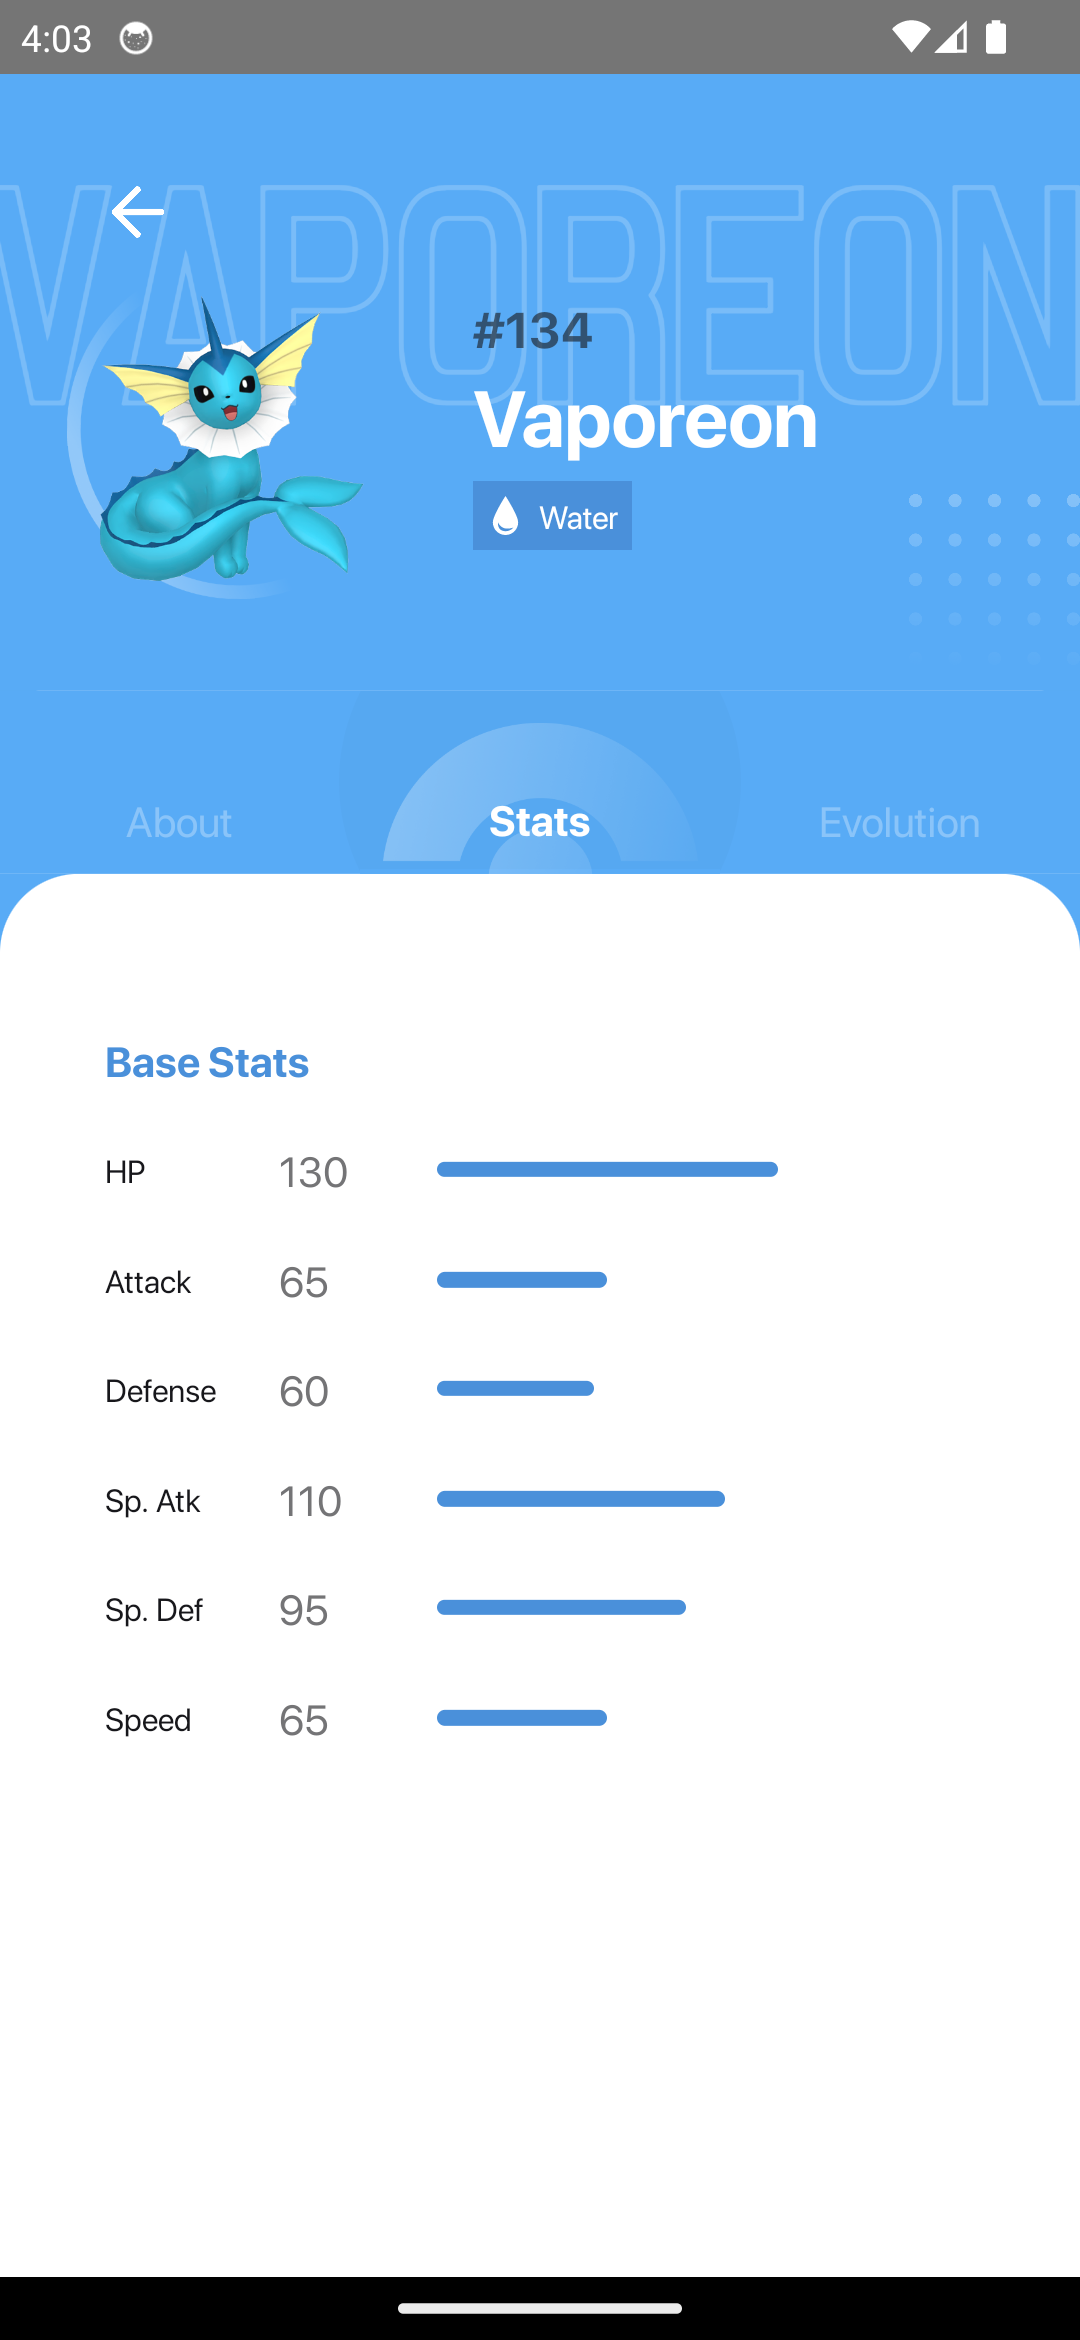 4:03
VAPOREON
#134
Vaporeon
Water
About Stats Evolution
Base Stats
HP 130
Attack 65
Defense 60
Sp. Atk 110
Sp. Def 95
Speed 65